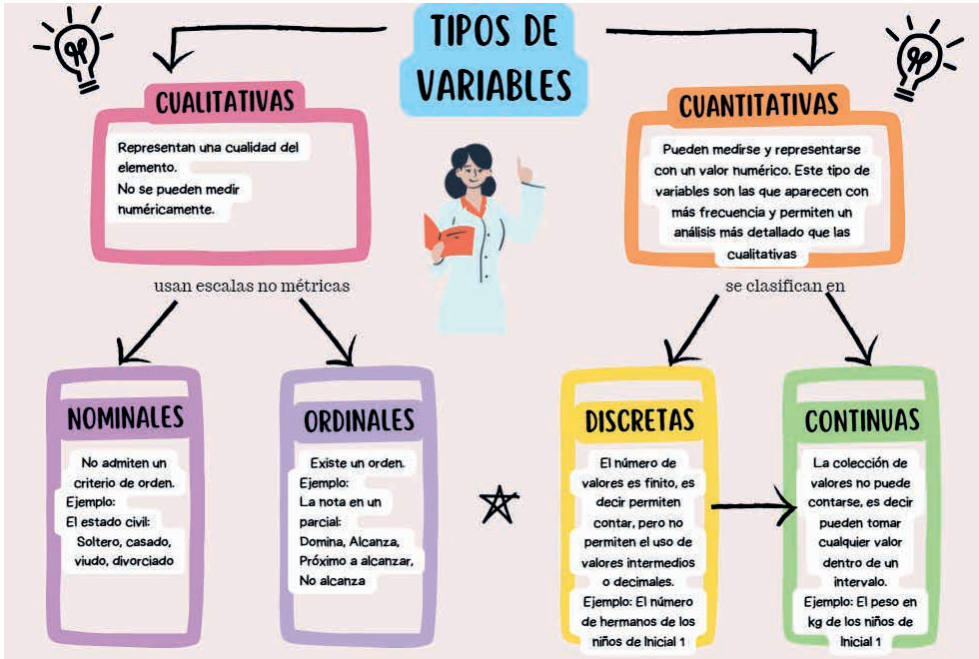 TIPOS DE
VARIABLES
CUALITATIVAS
Representan una cualidad del
elemento.
No se pueden medir
numéricamente.
CUANTITATIVAS
Pueden medirse y representarse
con un valor numérico. Este tipo de
variables son las que aparecen con
más frecuencia y permiten un
análisis más detallado que las
cualitativas
usan escalas no métricas
se clasifican en
NOMINALES
No admiten un
criterio de orden.
Ejemplo:
El estado civil:
Soltero, casado,
viudo, divorciado
ORDINALES
Existe un orden.
Ejemplo:
La nota en un
parcial:
Domina, Alcanza,
Próximo a alcanzar,
No alcanza
DISCRETAS
El número de
valores es finito, es
decir permiten
contar, pero no
permiten el uso de
valores intermedios
o decimales.
Ejemplo: El número
de hermanos de los
niños de Inicial 1
CONTINUAS
La colección de
valores no puede
contarse, es decir
pueden tomar
cualquier valor
dentro de un
intervalo.
Ejemplo: El peso en
kg de los niños de
Inicial 1